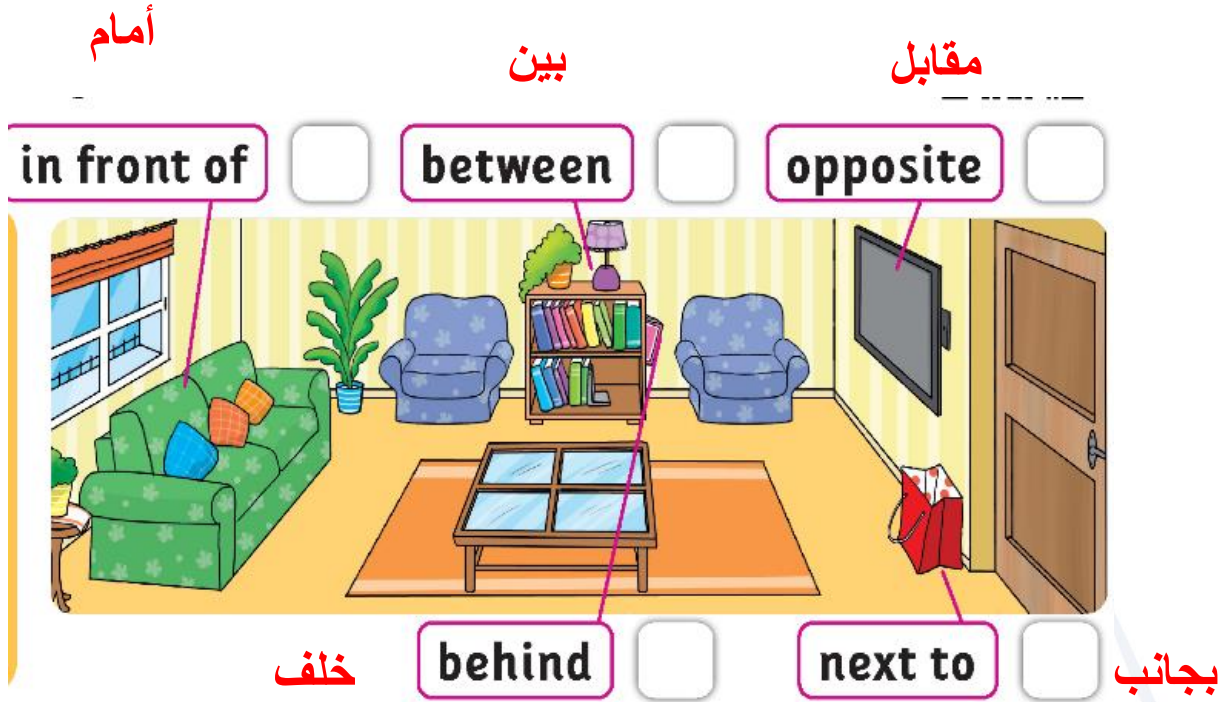 أمام
بين
مقابل
in front of
between
opposite
خلف
behind
next to
بجانب